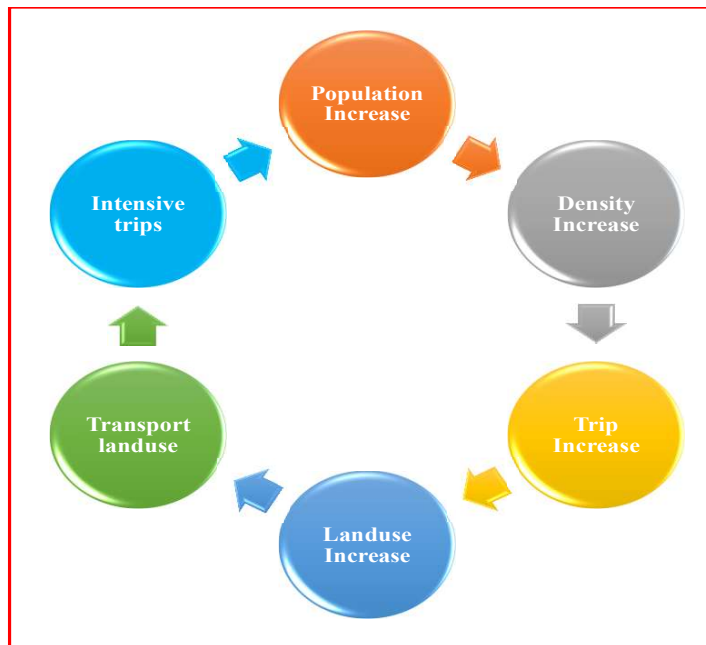 Population
Increase
Density
Increase
Trip
Increase
Landuse
Increase
Transport
landuse
Intensive
trips